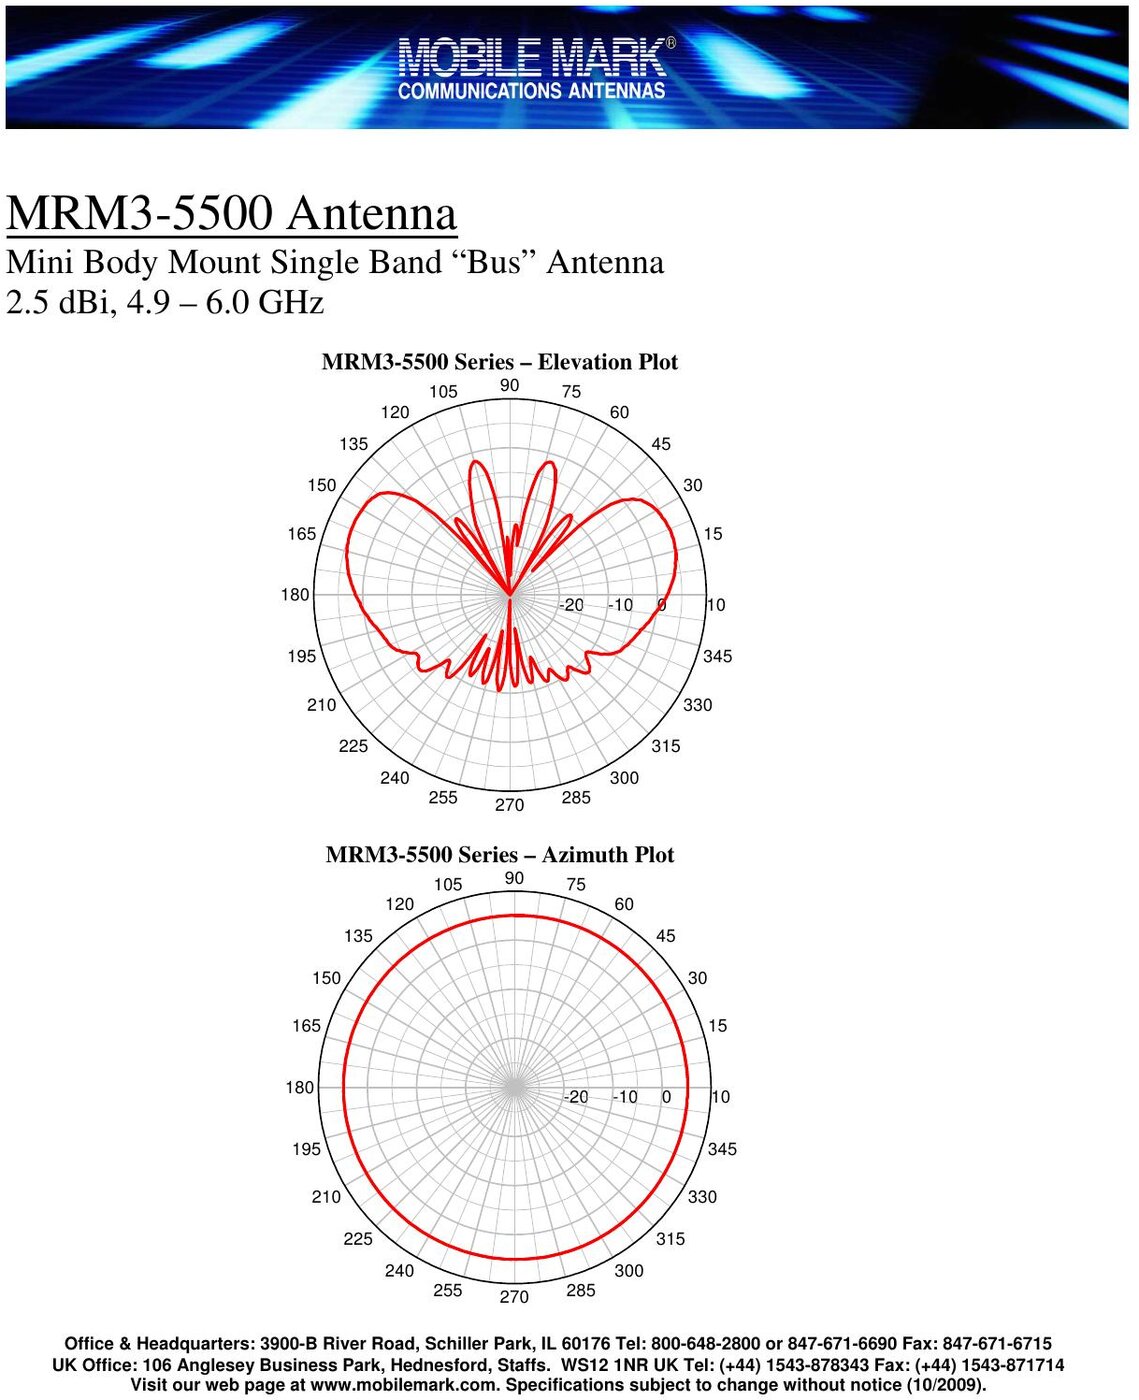 MOBILE MARK®
COMMUNICATIONS ANTENNAS
MRM3-5500 Antenna
Mini Body Mount Single Band “Bus” Antenna
2.5 dBi, 4.9 – 6.0 GHz
MRM3-5500 Series – Elevation Plot
90
105 75
120 60
135 45
150 30
165 15
180 -20 -10 0 10
195 345
210 330
225 315
240 300
255 285
270
MRM3-5500 Series – Azimuth Plot
90
105 75
120 60
135 45
150 30
165 15
180 -20 -10 0 10
195 345
210 330
225 315
240 300
255 285
270
Office & Headquarters: 3900-B River Road, Schiller Park, IL 60176 Tel: 800-648-2800 or 847-671-6690 Fax: 847-671-6715
UK Office: 106 Anglesey Business Park, Hednesford, Staffs. WS12 1NR UK Tel: (+44) 1543-878343 Fax: (+44) 1543-871714
Visit our web page at www.mobilemark.com. Specifications subject to change without notice (10/2009).